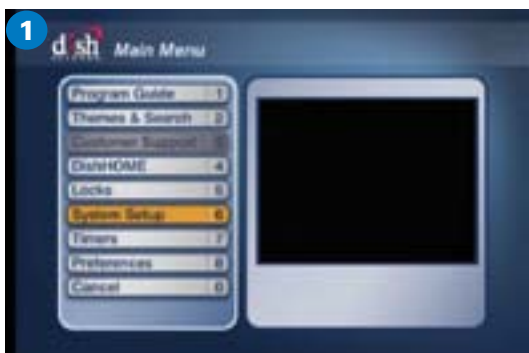 1
dish Main Menu
Program Guide 1
Themes & Search 2
Customer Support 3
DishHOME 4
Locks 5
System Setup 6
Timers 7
Preferences 8
Cancel 0